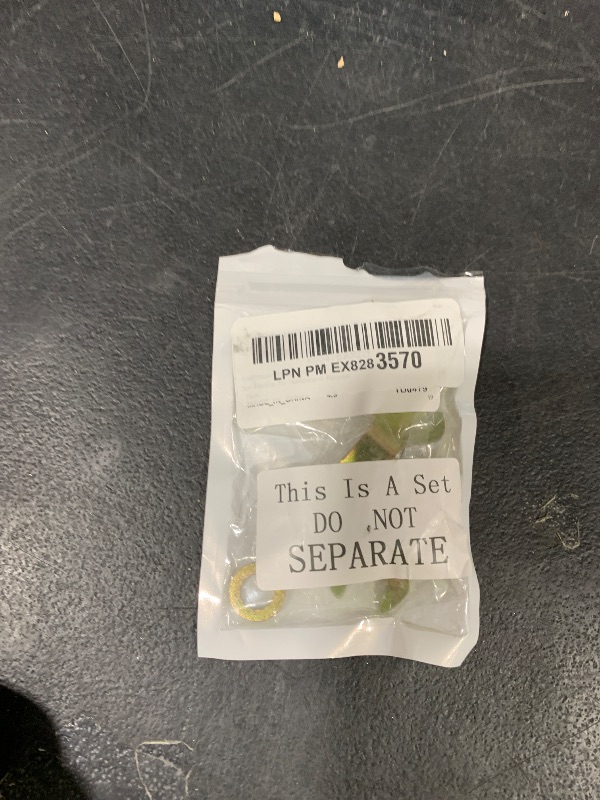 LPN PM EX8283570
This Is A Set
DO NOT
SEPARATE